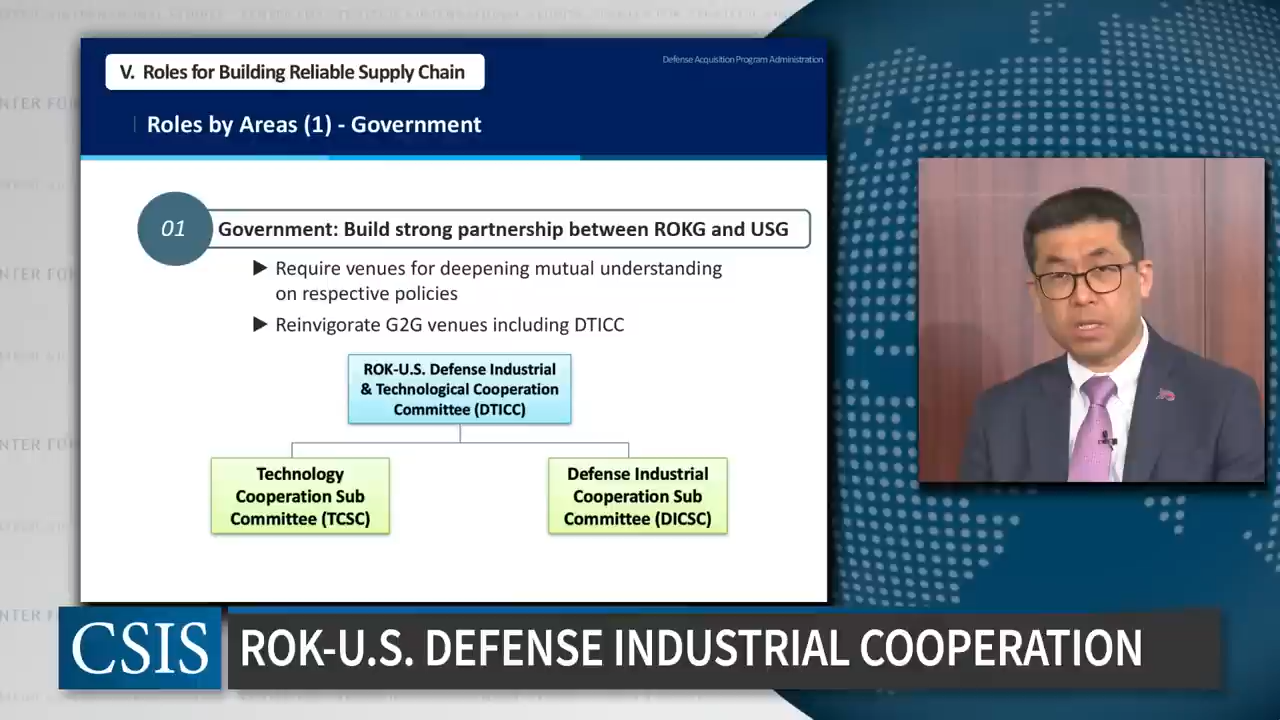 V. Roles for Building Reliable Supply Chain
Defense Acquisition Program Administration
Roles by Areas (1) - Government
01
Government: Build strong partnership between ROKG and USG
▶ Require venues for deepening mutual understanding
on respective policies
▶ Reinvigorate G2G venues including DTICC
ROK-U.S. Defense Industrial
& Technological Cooperation
Committee (DTICC)
Technology
Cooperation Sub
Committee (TCSC)
Defense Industrial
Cooperation Sub
Committee (DICSC)
CSIS
ROK-U.S. DEFENSE INDUSTRIAL COOPERATION